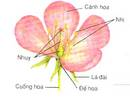 Cánh hoa
Nhị
Nhuỵ
Lá đài
Cuống hoa
Đế hoa